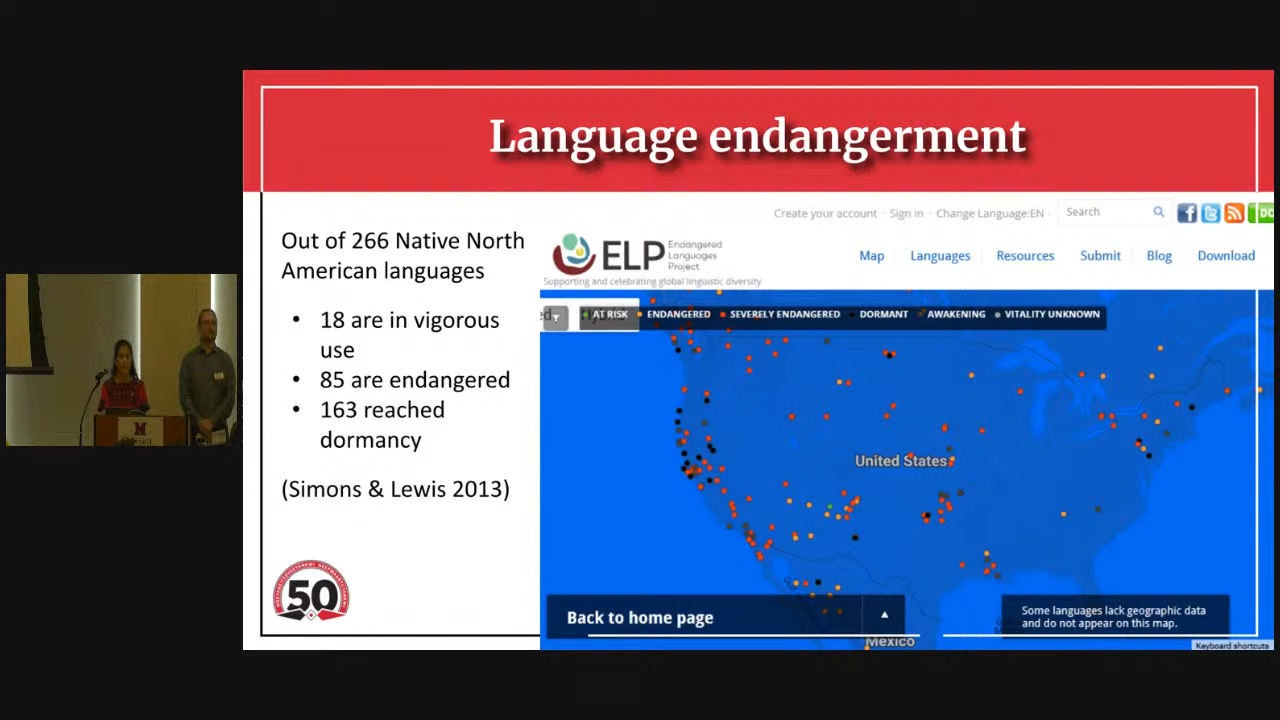 Language endangerment
Out of 266 Native North
American languages
• 18 are in vigorous
use
• 85 are endangered
• 163 reached
dormancy
(Simons & Lewis 2013)
50
Create your account · Sign in · Change Language:EN ·
Search
ELP
Endangered
Languages
Project
Supporting and celebrating global linguistic diversity
Map Languages Resources Submit Blog Download
AT RISK ENDANGERED SEVERELY ENDANGERED DORMANT AWAKENING VITALITY UNKNOWN
United States
Mexico
Back to home page
Some languages lack geographic data
and do not appear on this map.
Keyboard shortcuts
M
MIAMI